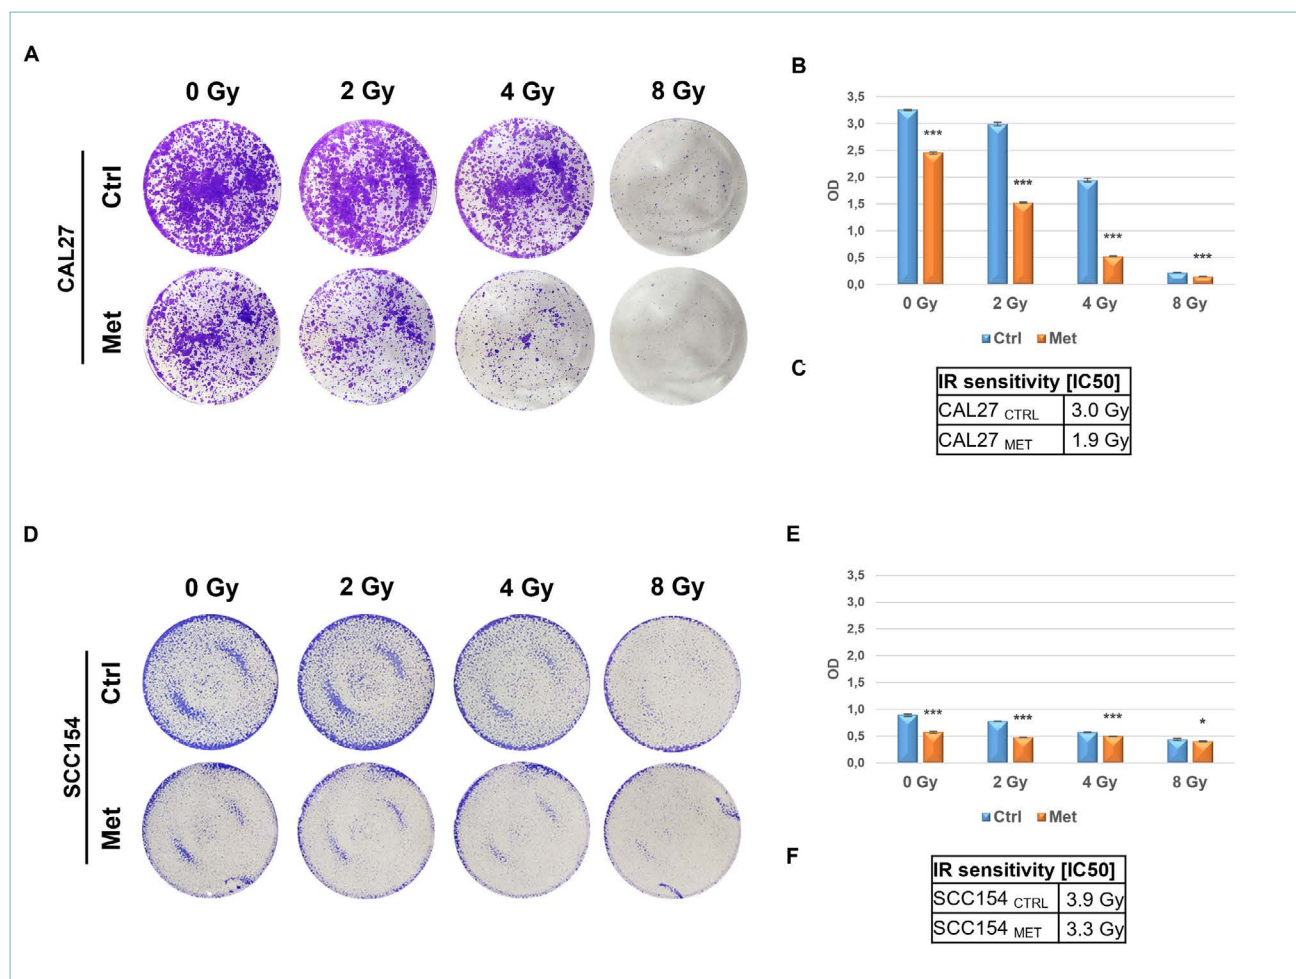 A
0 Gy 2 Gy 4 Gy 8 Gy
CAL27
Ctrl
Met
B
3,5
3,0
2,5
2,0
1,5
1,0
0,5
0,0
OD
***
***
***
***
0 Gy 2 Gy 4 Gy 8 Gy
Ctrl Met
C
IR sensitivity [IC50]
CAL27 CTRL 3.0 Gy
CAL27 MET 1.9 Gy
D
0 Gy 2 Gy 4 Gy 8 Gy
SCC154
Ctrl
Met
E
3,5
3,0
2,5
2,0
1,5
1,0
0,5
0,0
OD
*** *** *** *
0 Gy 2 Gy 4 Gy 8 Gy
Ctrl Met
F
IR sensitivity [IC50]
SCC154 CTRL 3.9 Gy
SCC154 MET 3.3 Gy